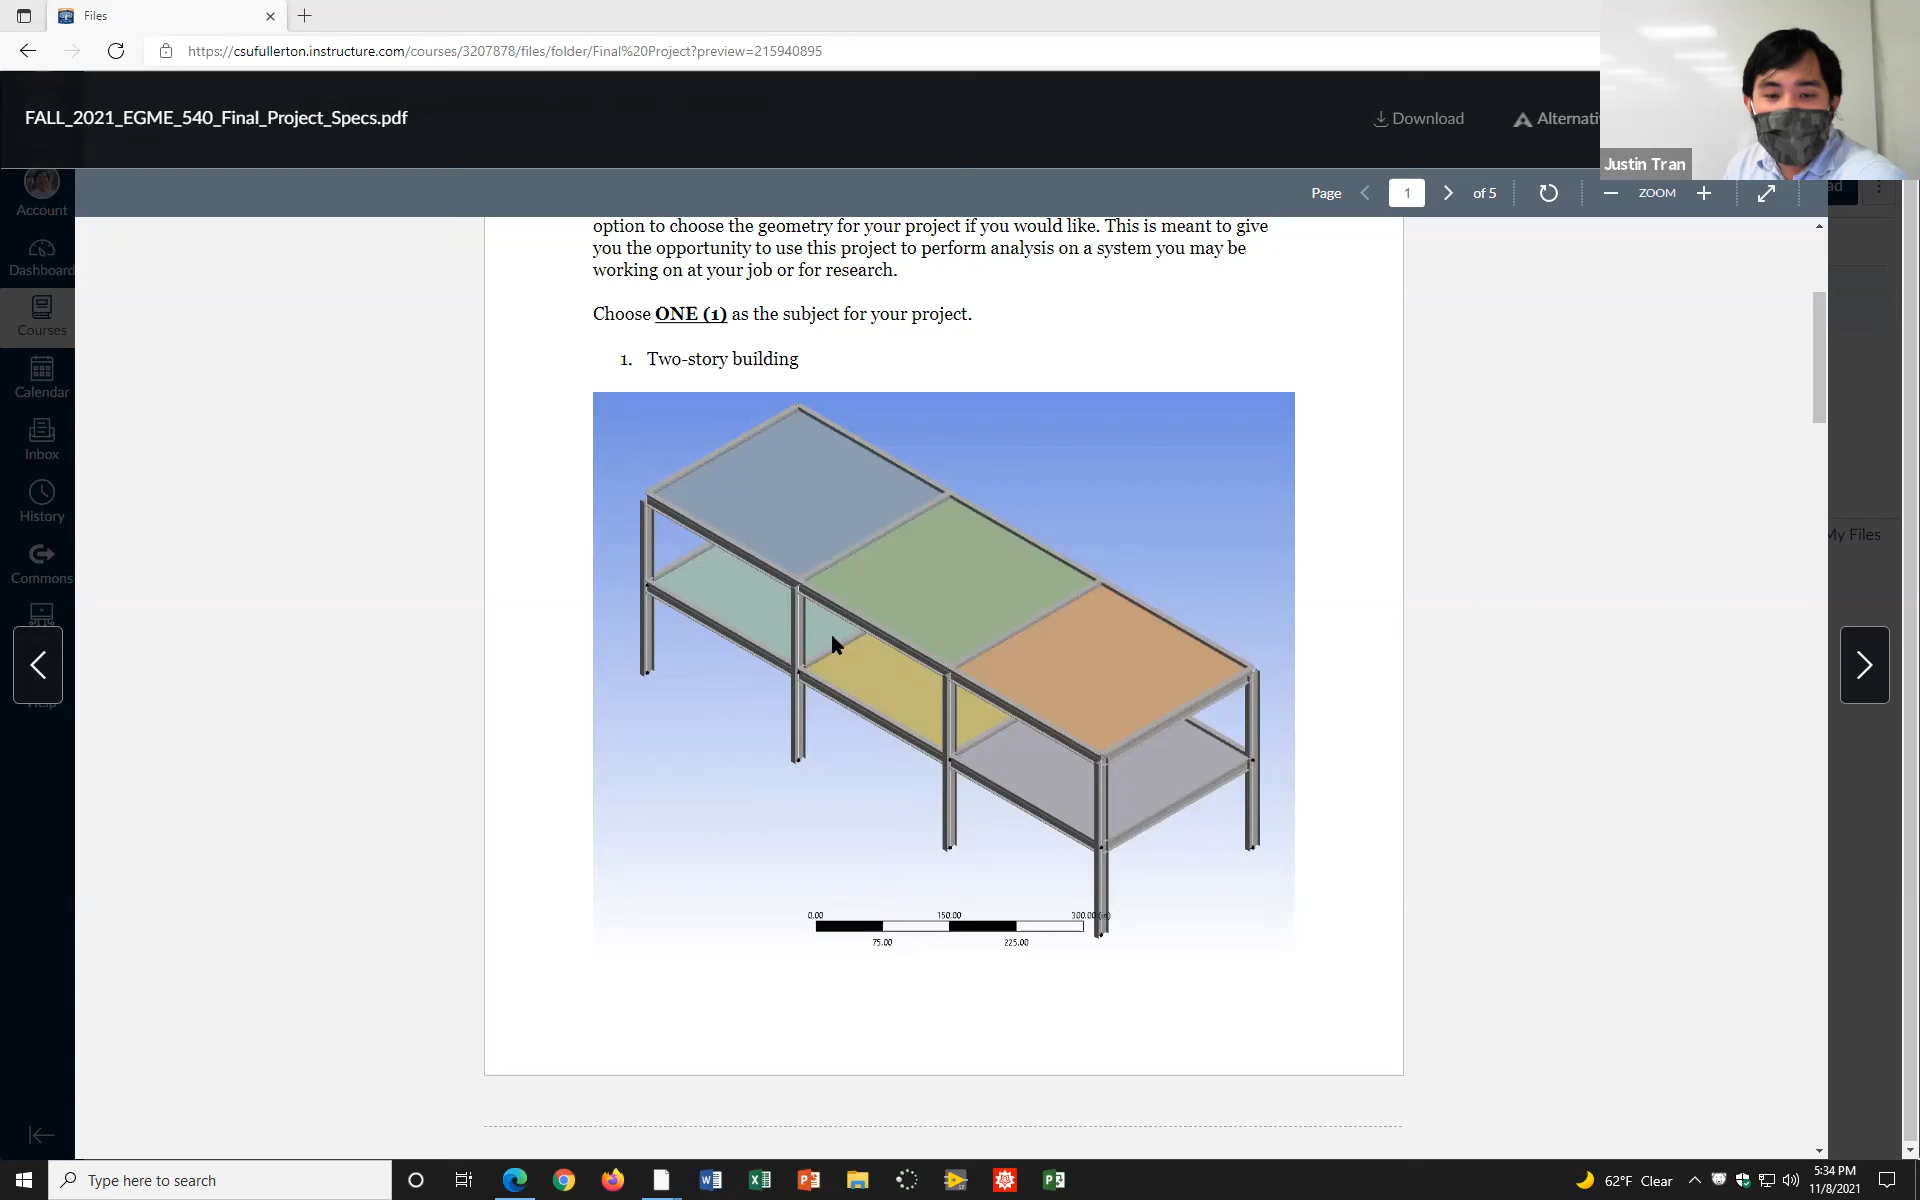 Files
https://csufullerton.instructure.com/courses/3207878/files/folder/Final%20Project?preview=215940895
FALL_2021_EGME_540_Final_Project_Specs.pdf
Download
Alternati
Justin Tran
Account
Page
1
of 5
ZOOM
ad
option to choose the geometry for your project if you would like. This is meant to give
you the opportunity to use this project to perform analysis on a system you may be
working on at your job or for research.
Dashboard
Choose ONE (1) as the subject for your project.
Courses
1. Two-story building
Calendar
Inbox
History
My Files
Commons
Help
0.00 150.00 300.00 (in)
75.00 225.00
Type here to search
62°F Clear
5:34 PM
11/8/2021